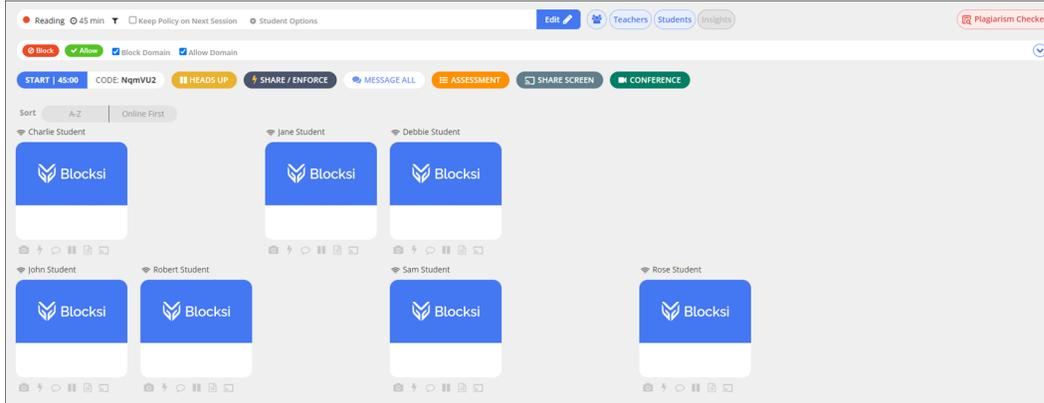 Reading 45 min Keep Policy on Next Session Student Options Edit Teachers Students Insights Plagiarism Checke
Block Allow Block Domain Allow Domain
START | 45:00 CODE: NqmVU2 HEADS UP SHARE / ENFORCE MESSAGE ALL ASSESSMENT SHARE SCREEN CONFERENCE
Sort A-Z Online First
Charlie Student Jane Student Debbie Student
Blocksi Blocksi Blocksi
John Student Robert Student Sam Student Rose Student
Blocksi Blocksi Blocksi Blocksi